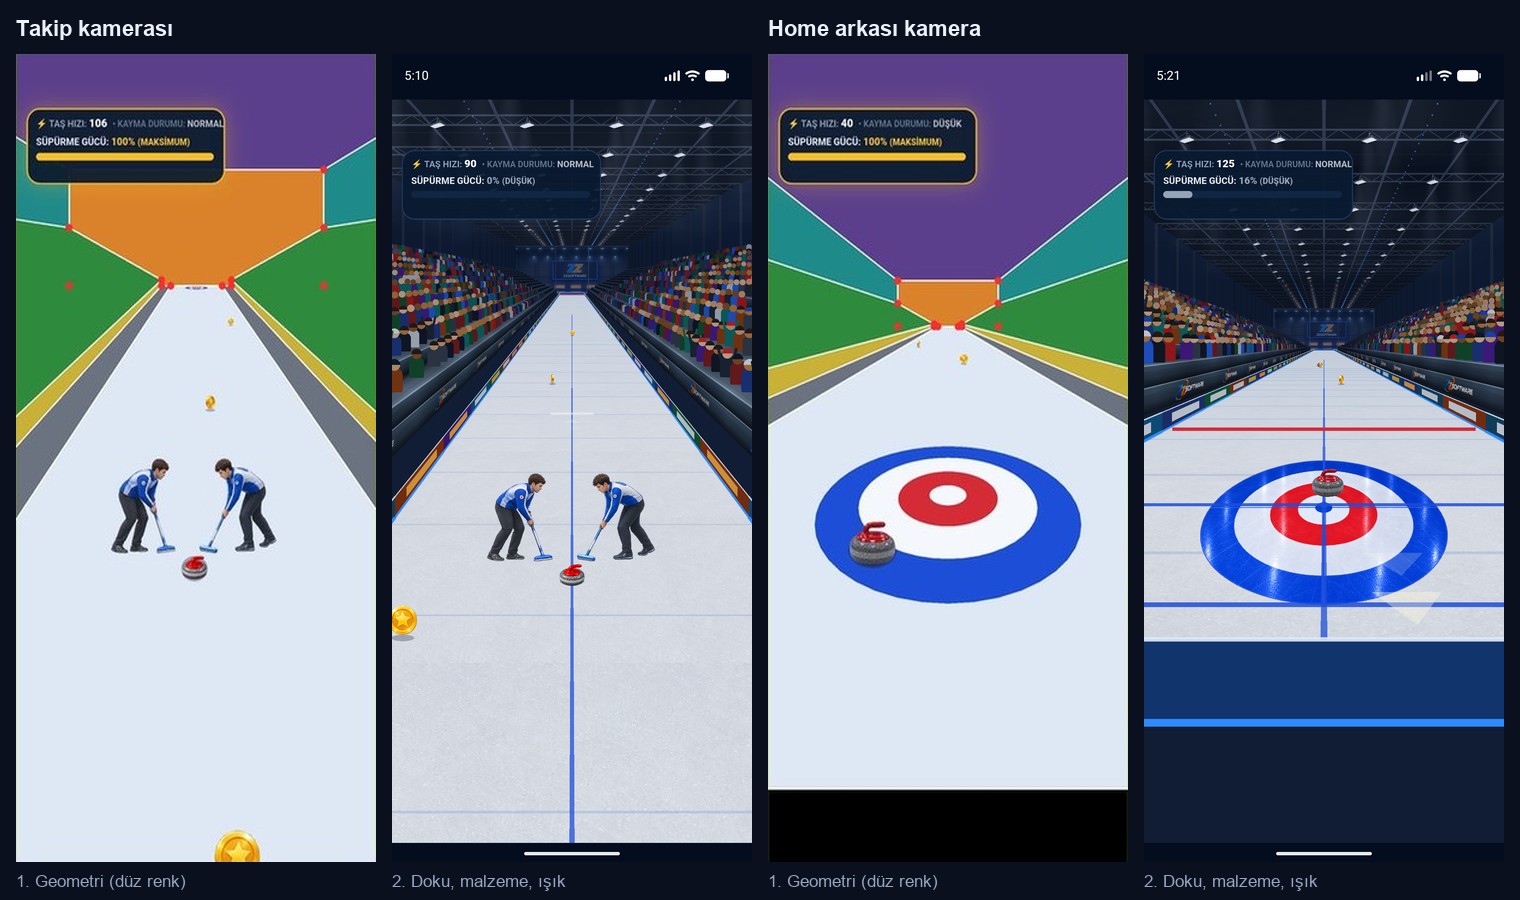 Takip kamerası
Home arkası kamera
⚡ TAŞ HIZI: 106 • KAYMA DURUMU: NORMAL
SÜPÜRME GÜCÜ: 100% (MAKSİMUM)
5:10
⚡ TAŞ HIZI: 90 • KAYMA DURUMU: NORMAL
SÜPÜRME GÜCÜ: 0% (DÜŞÜK)
⚡ TAŞ HIZI: 40 • KAYMA DURUMU: DÜŞÜK
SÜPÜRME GÜCÜ: 100% (MAKSİMUM)
5:21
⚡ TAŞ HIZI: 125 • KAYMA DURUMU: NORMAL
SÜPÜRME GÜCÜ: 16% (DÜŞÜK)
1. Geometri (düz renk)
2. Doku, malzeme, ışık
1. Geometri (düz renk)
2. Doku, malzeme, ışık